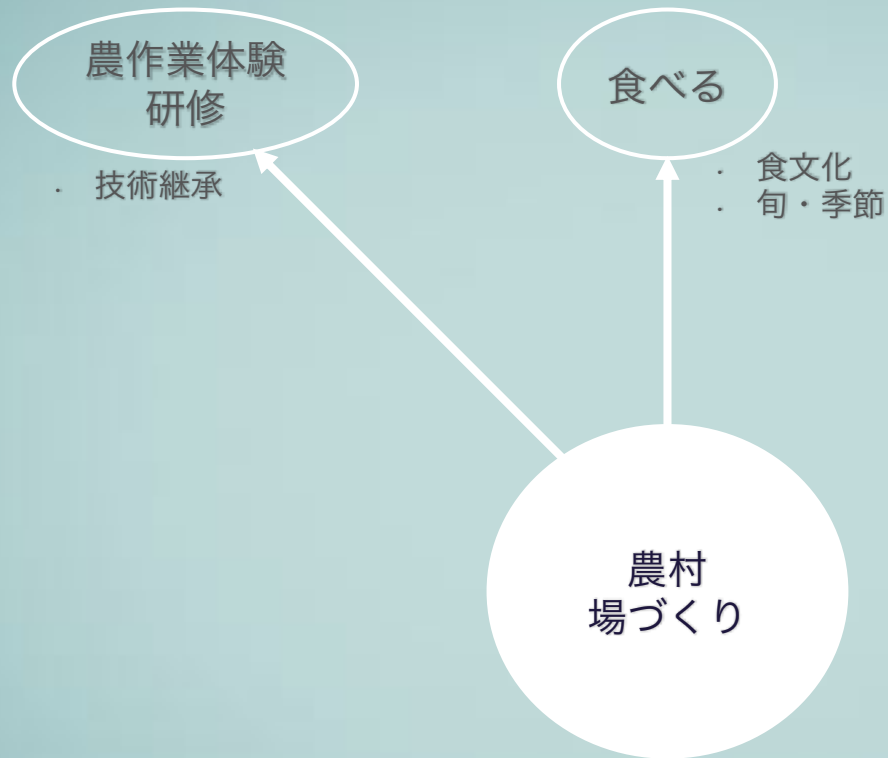 農作業体験
研修
・ 技術継承
食べる
・ 食文化
・ 旬・季節
農村
場づくり